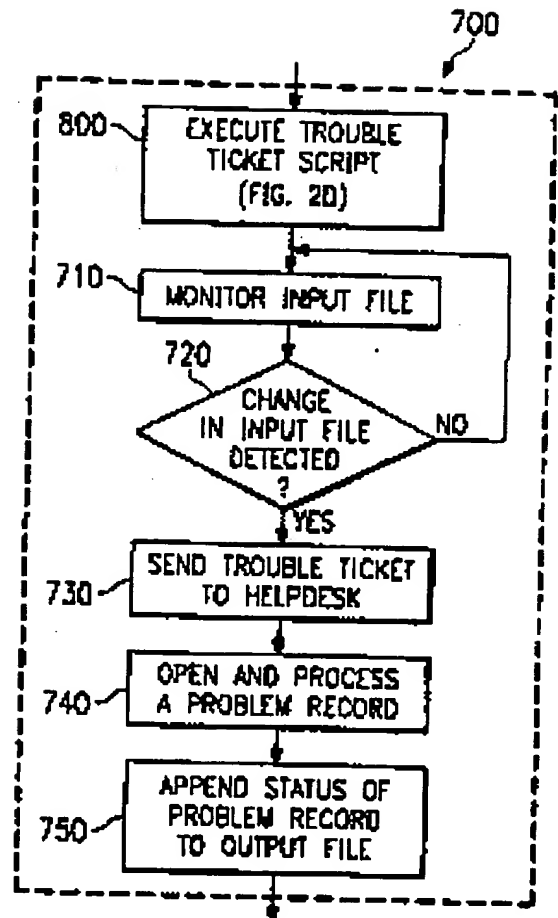 700
800
EXECUTE TROUBLE
TICKET SCRIPT
(FIG. 2D)
710
MONITOR INPUT FILE
720
CHANGE
IN INPUT FILE
DETECTED
?
NO
YES
730
SEND TROUBLE TICKET
TO HELPDESK
740
OPEN AND PROCESS
A PROBLEM RECORD
750
APPEND STATUS OF
PROBLEM RECORD
TO OUTPUT FILE